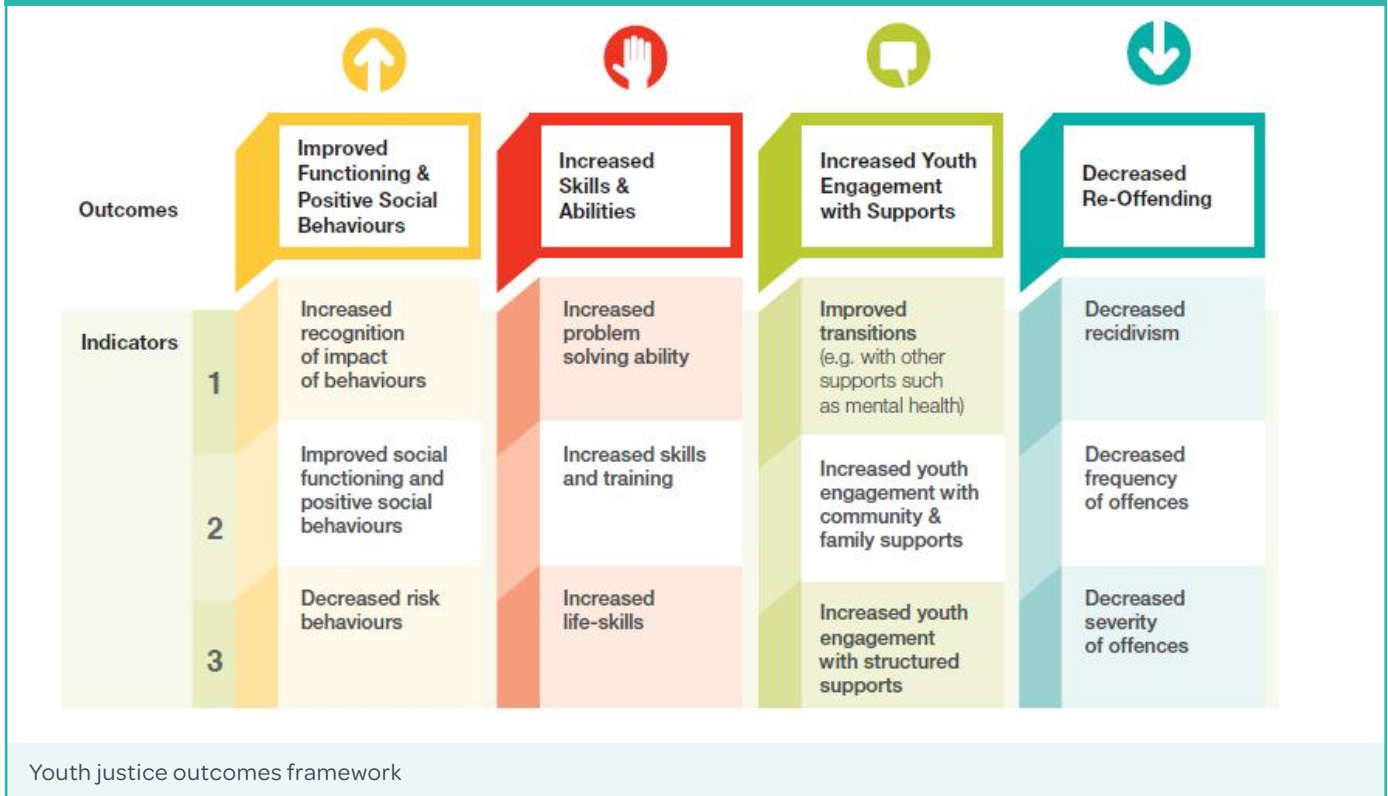 Outcomes
Improved
Functioning &
Positive Social
Behaviours
Increased
Skills &
Abilities
Increased Youth
Engagement
with Supports
Decreased
Re-Offending
Indicators
1
Increased
recognition
of impact
of behaviours
Increased
problem
solving ability
Improved
transitions
(e.g. with other
supports such
as mental health)
Decreased
recidivism
2
Improved social
functioning and
positive social
behaviours
Increased skills
and training
Increased youth
engagement with
community &
family supports
Decreased
frequency
of offences
3
Decreased risk
behaviours
Increased
life-skills
Increased youth
engagement
with structured
supports
Decreased
severity
of offences
Youth justice outcomes framework